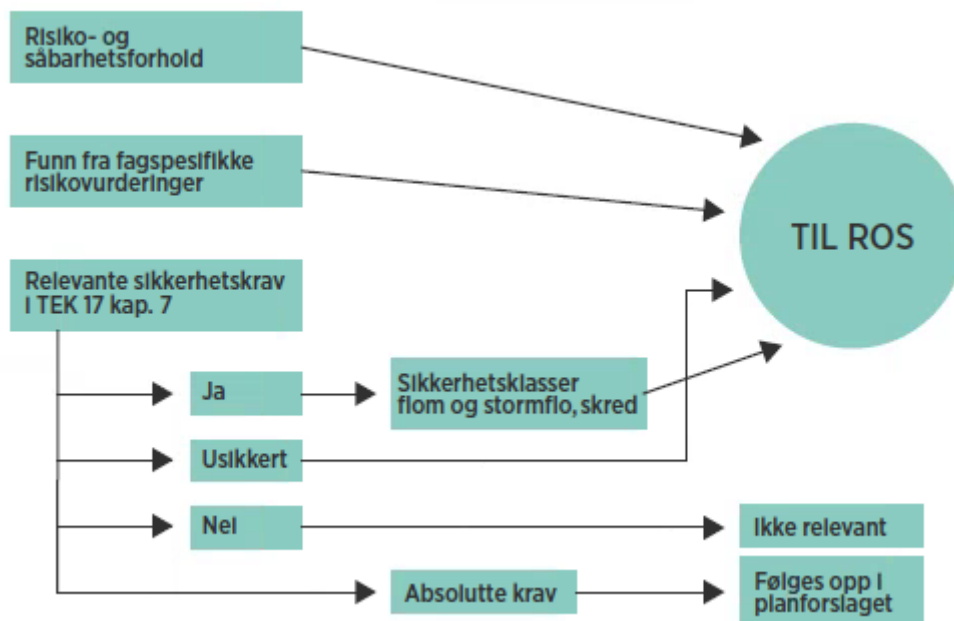 Risiko- og
såbarhetsforhold
Funn fra fagspesifikke
risikovurderinger
TIL ROS
Relevante sikkerhetskrav
I TEK 17 kap. 7
Ja
Sikkerhetsklasser
flom og stormflo, skred
Usikkert
Nei
Ikke relevant
Absolutte krav
Følges opp i
planforslaget